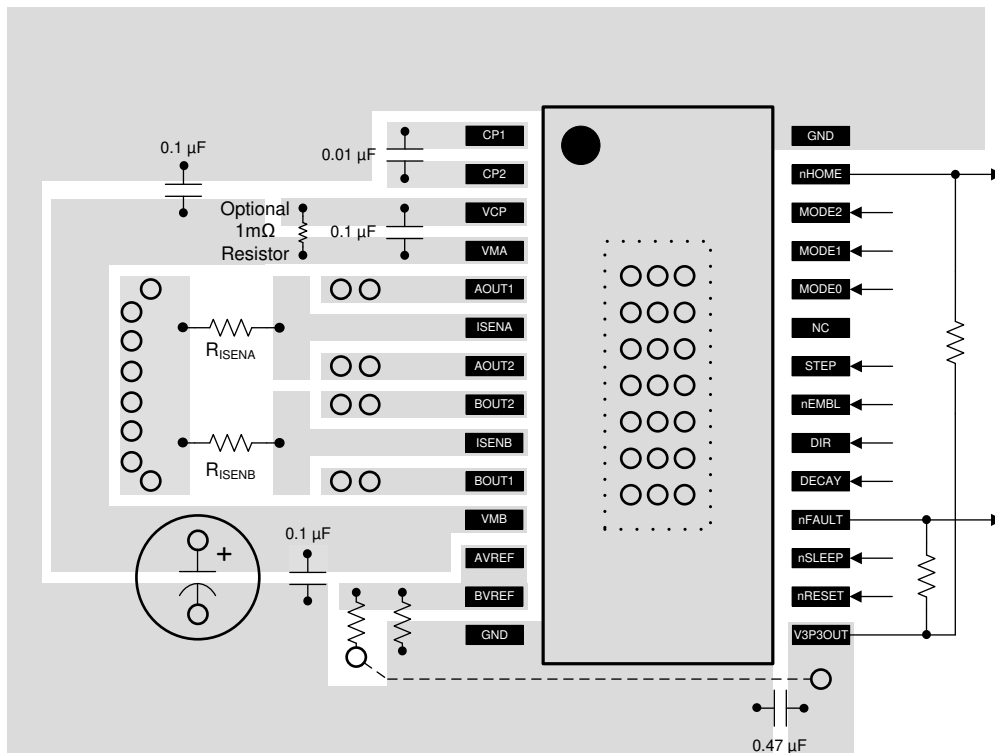 CP1
GND
0.1 µF
0.01 µF
CP2
nHOME
Optional
1mΩ
Resistor
VCP
MODE2
0.1 µF
VMA
MODE1
AOUT1
MODE0
ISENA
NC
RISENA
AOUT2
STEP
BOUT2
nEMBL
ISENB
DIR
RISENB
BOUT1
DECAY
VMB
nFAULT
0.1 µF
+
AVREF
nSLEEP
BVREF
nRESET
GND
V3P3OUT
0.47 µF